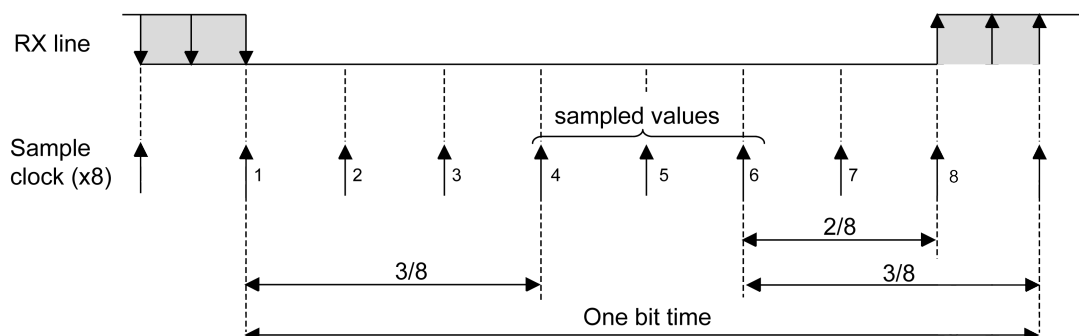 RX line
sampled values
Sample
clock (x8)
1 2 3 4 5 6 7 8
2/8
3/8 3/8
One bit time